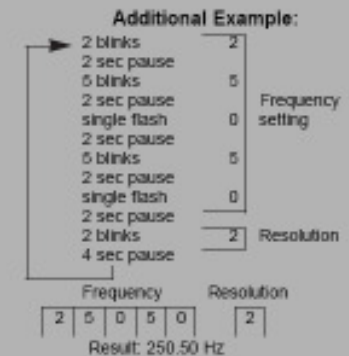 Additional Example:
2 blinks 2
2 sec pause
5 blinks 5
2 sec pause Frequency
single flash 0 setting
2 sec pause
5 blinks 5
2 sec pause
single flash 0
2 sec pause
2 blinks 2 Resolution
4 sec pause
Frequency Resolution
2 5 0 5 0 2
Result: 250.50 Hz